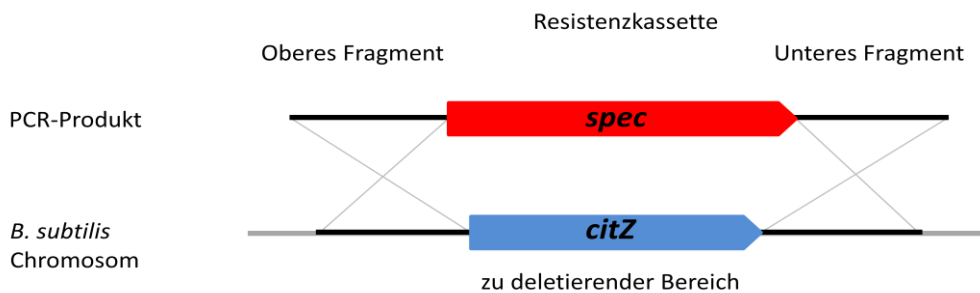 Resistenzkassette
Oberes Fragment
Unteres Fragment
PCR-Produkt
spec
B. subtilis
Chromosom
citZ
zu deletierender Bereich